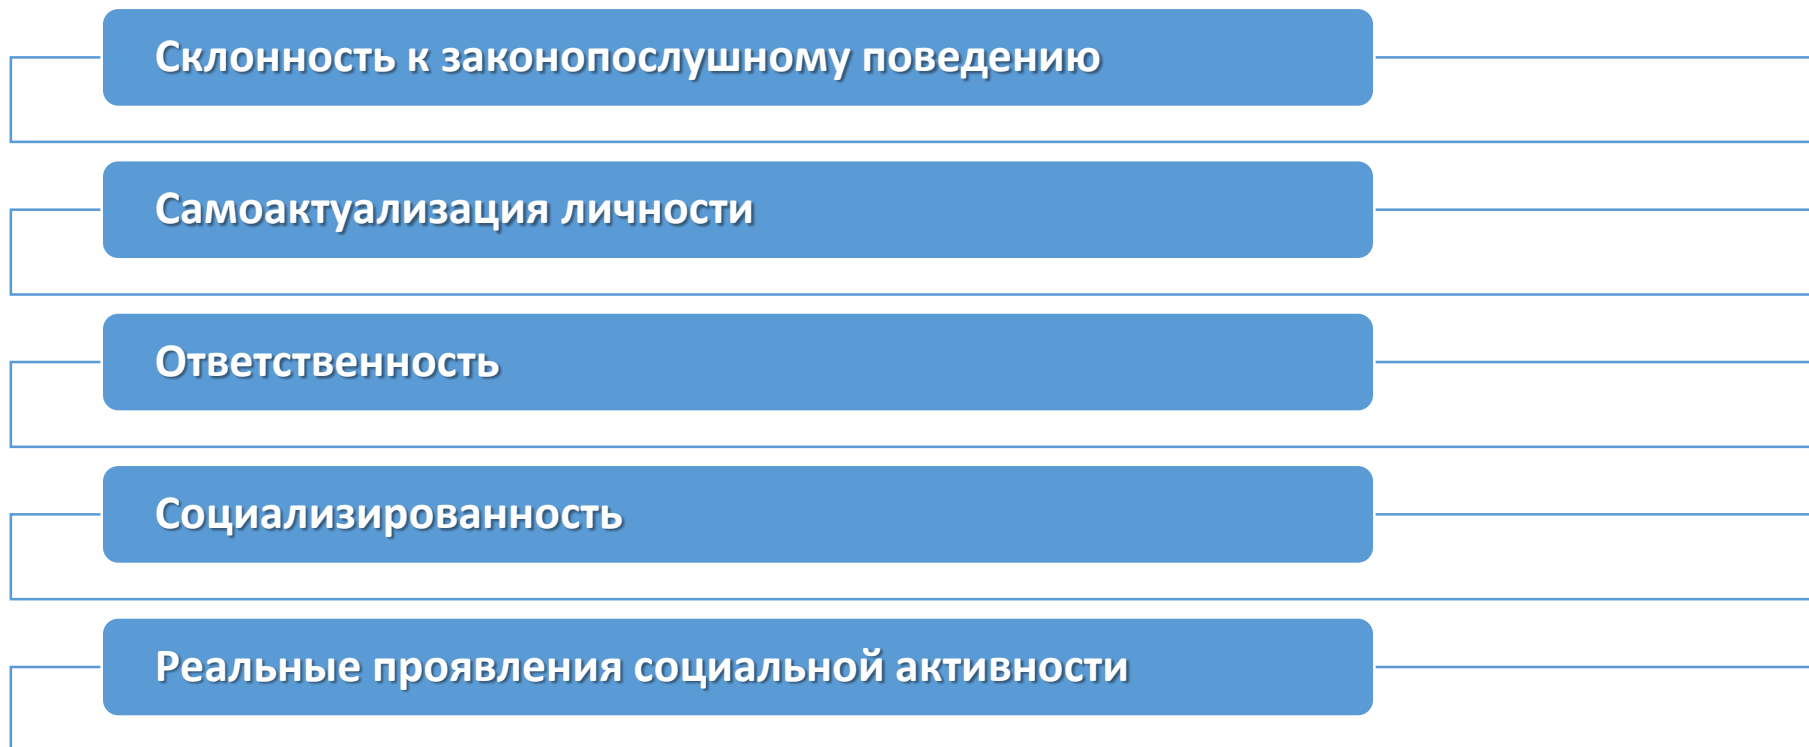 Склонность к законопослушному поведению
Самоактуализация личности
Ответственность
Социализированность
Реальные проявления социальной активности